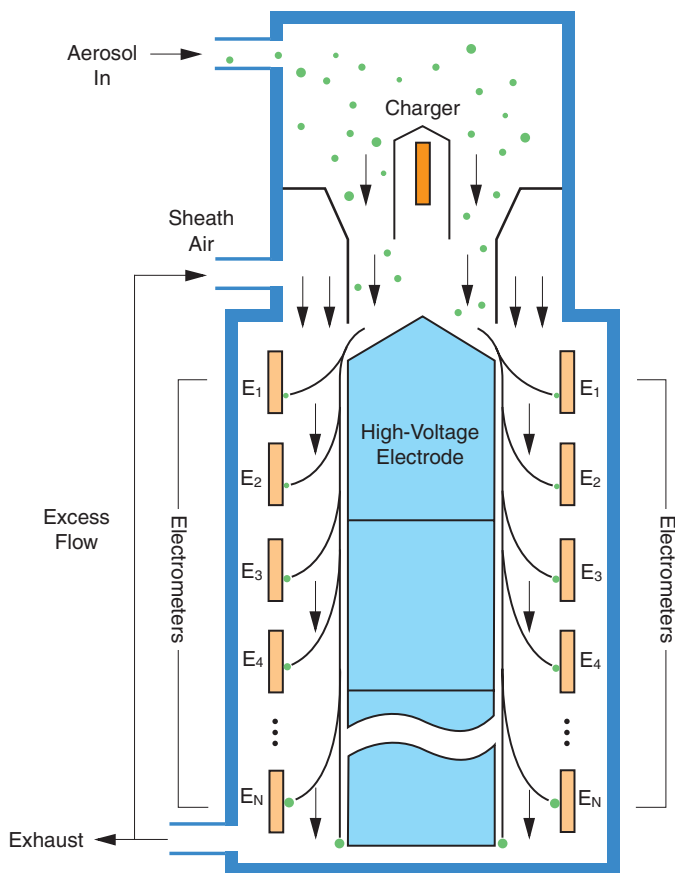 Aerosol
In
Charger
Sheath
Air
E1
E1
High-Voltage
Electrode
E2
E2
Excess
Flow
Electrometers
Electrometers
E3
E3
E4
E4
EN
EN
Exhaust